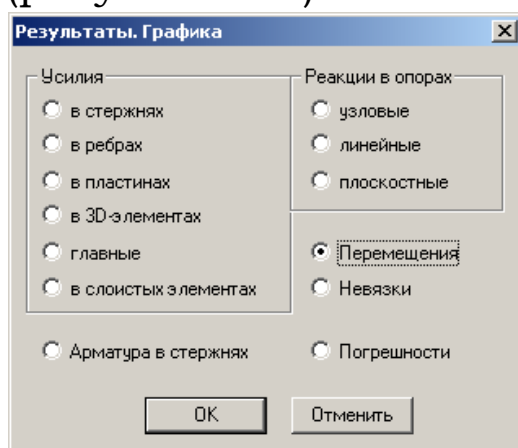 Результаты. Графика
Усилия
в стержнях
в ребрах
в пластинах
в 3D-элементах
главные
в слоистых элементах
Реакции в опорах
узловые
линейные
плоскостные
Перемещения
Невязки
Арматура в стержнях
Погрешности
OK
Отменить